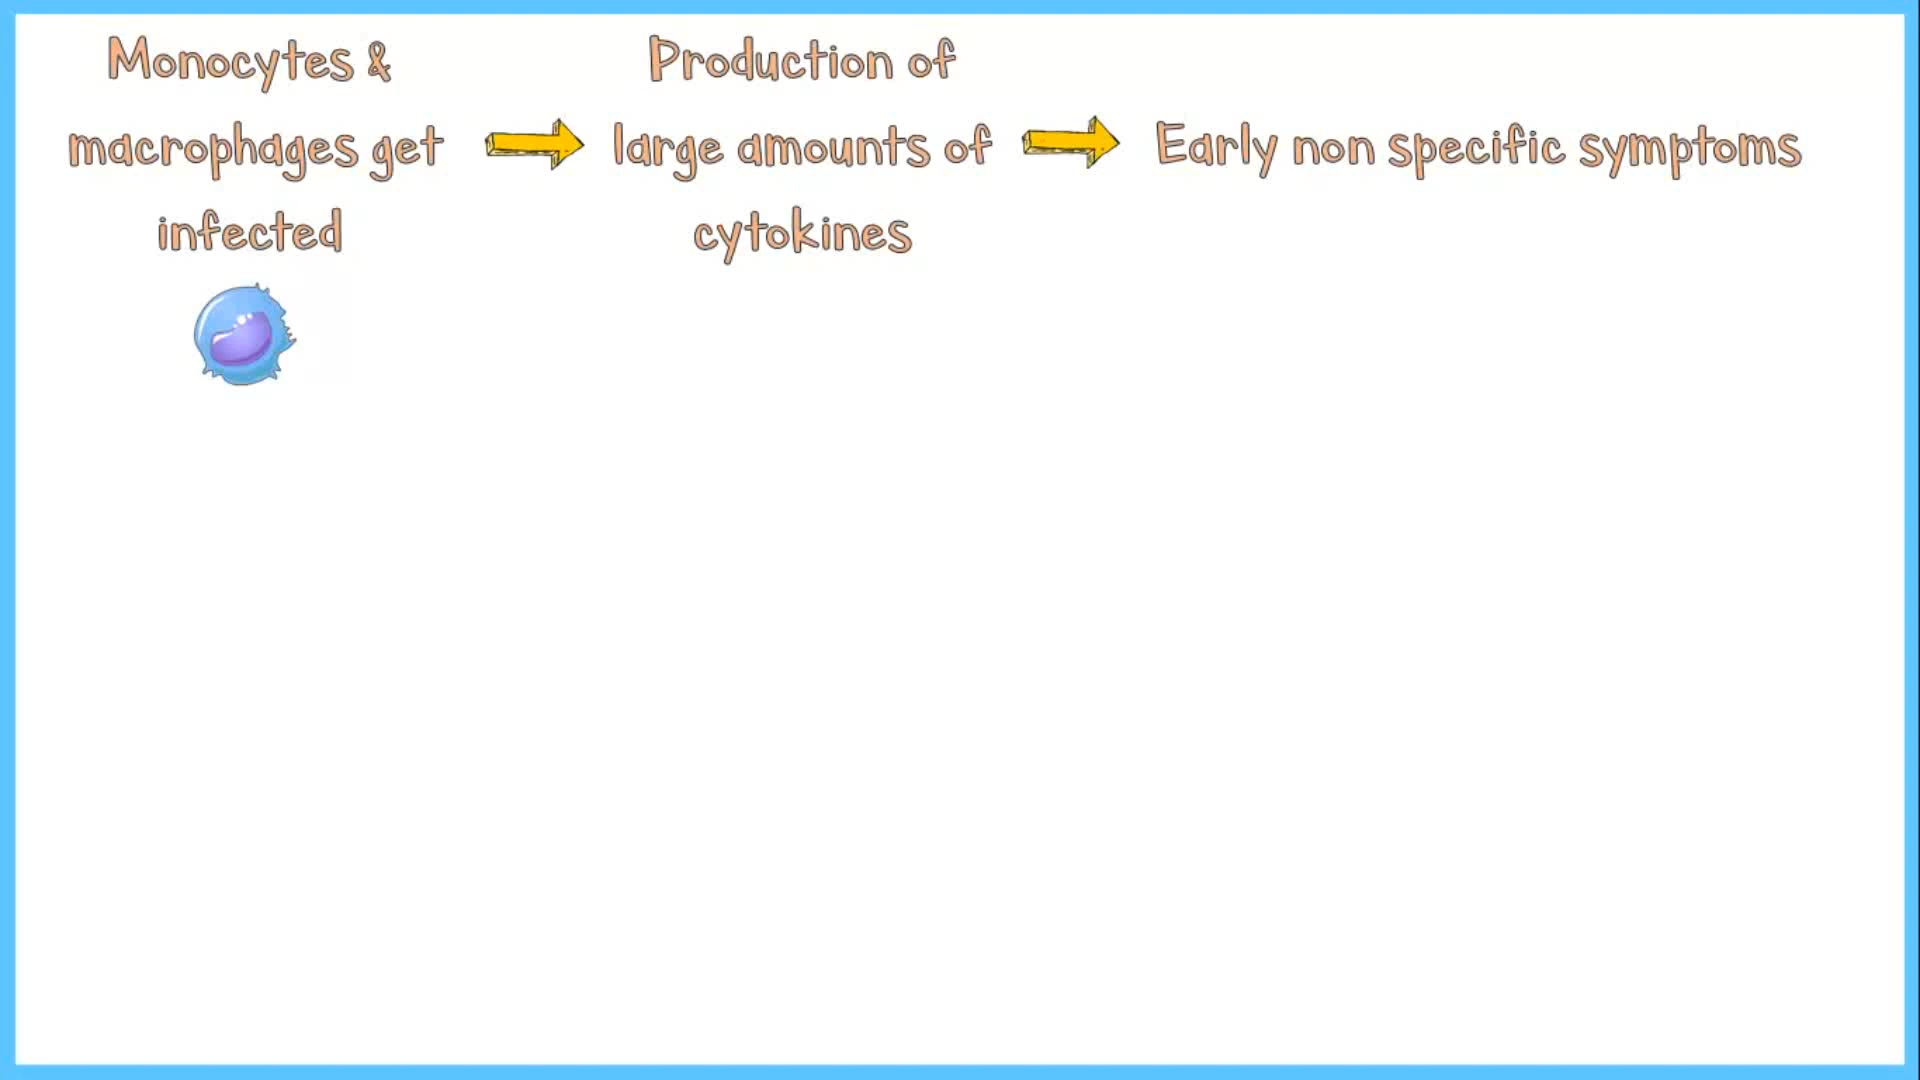 Monocytes &
macrophages get
infected
Production of
large amounts of
cytokines
Early non specific symptoms